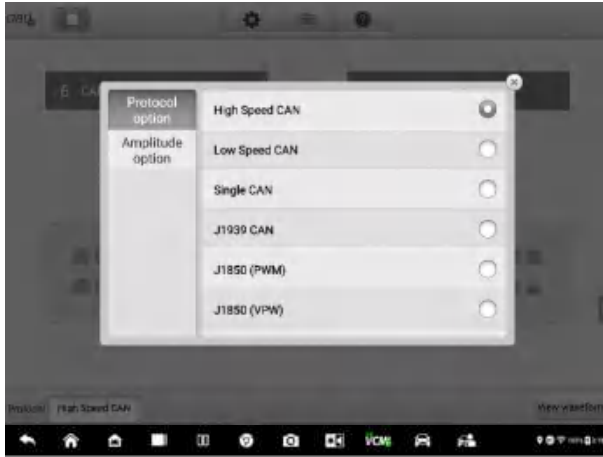 Protocol option
High Speed CAN
Amplitude option
Low Speed CAN
Single CAN
J1939 CAN
J1850 (PWM)
J1850 (VPW)
Protocol High Speed CAN
View waveform
VCMI